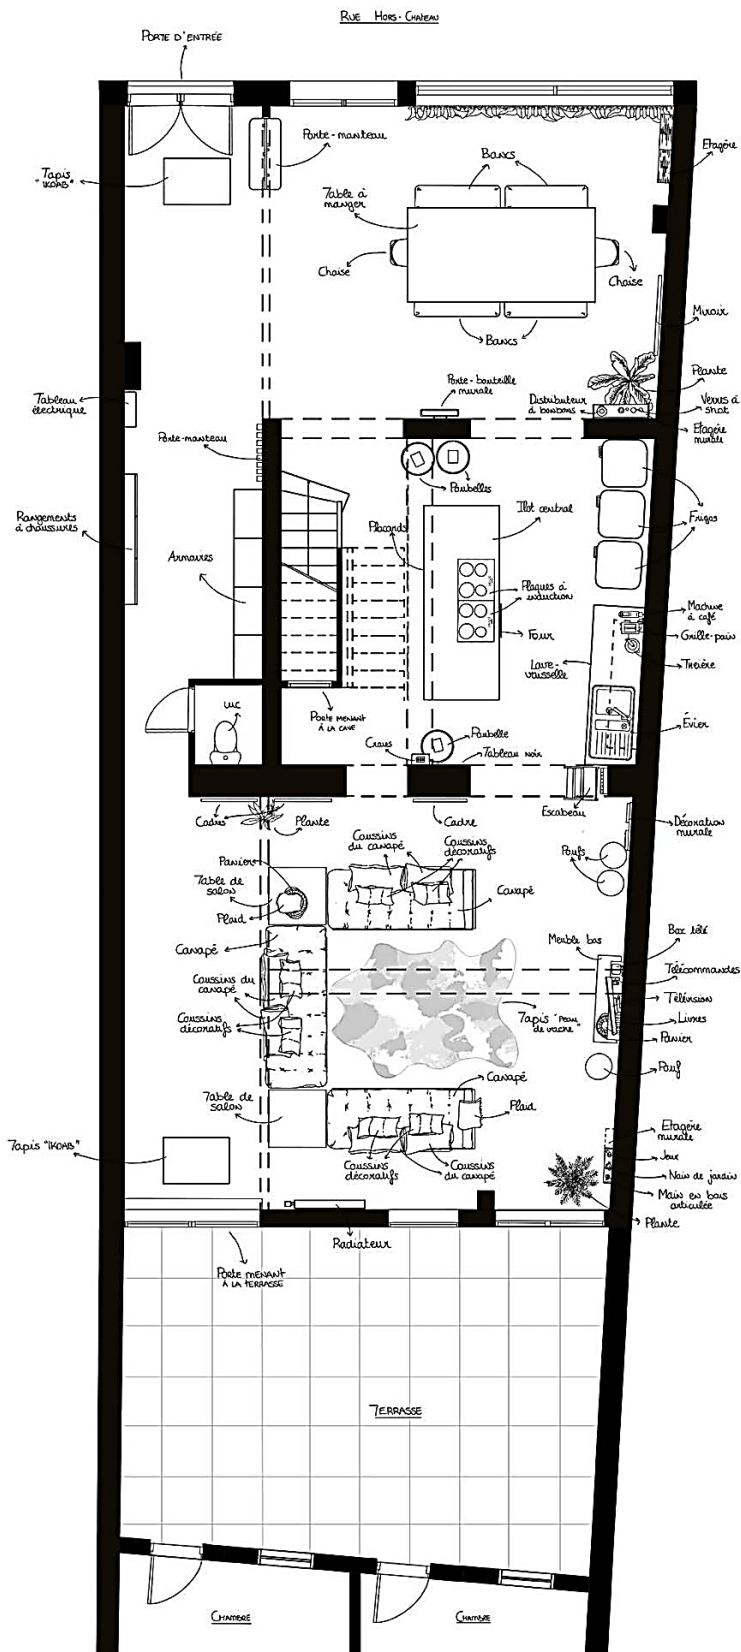 RUE HORS-CHATEAU
PORTE D'ENTRÉE
Porte-manteau
Bancs
Etagère
Tapis
"IKOAB"
Table à
manger
Chaise
Chaise
Miroir
Bancs
Plante
Porte-bouteille
murale
Distributeur
à bonbons
Verres à
shot
Etagère
murale
Tableau
électrique
Porte-manteau
Poubelles
Ilot central
Frigos
Rangements
à chaussures
Placards
Armoires
Plaques à
induction
Four
Machine
à café
Grille-pain
Lave-
vaisselle
Théière
WC
PORTE MENANT
À LA CAVE
Poubelle
Évier
Craies
Tableau noir
Escabeau
Cadres
Plante
Cadre
Décoration
murale
Coussins
du canapé
Coussins
décoratifs
Poufs
Panier
Table de
salon
Plaid
Canapé
Canapé
Meuble bas
Box télé
Télécommandes
Coussins du
canapé
Télévision
Coussins
décoratifs
Tapis "peau
de vache"
Livres
Panier
Pouf
Canapé
Table de
salon
Plaid
Tapis "IKOAB"
Etagère
murale
Jeux
Coussins
décoratifs
Coussins
du canapé
Nain de jardin
Main en bois
articulée
Plante
Radiateur
PORTE MENANT
À LA TERRASSE
TERRASSE
CHAMBRE
CHAMBRE